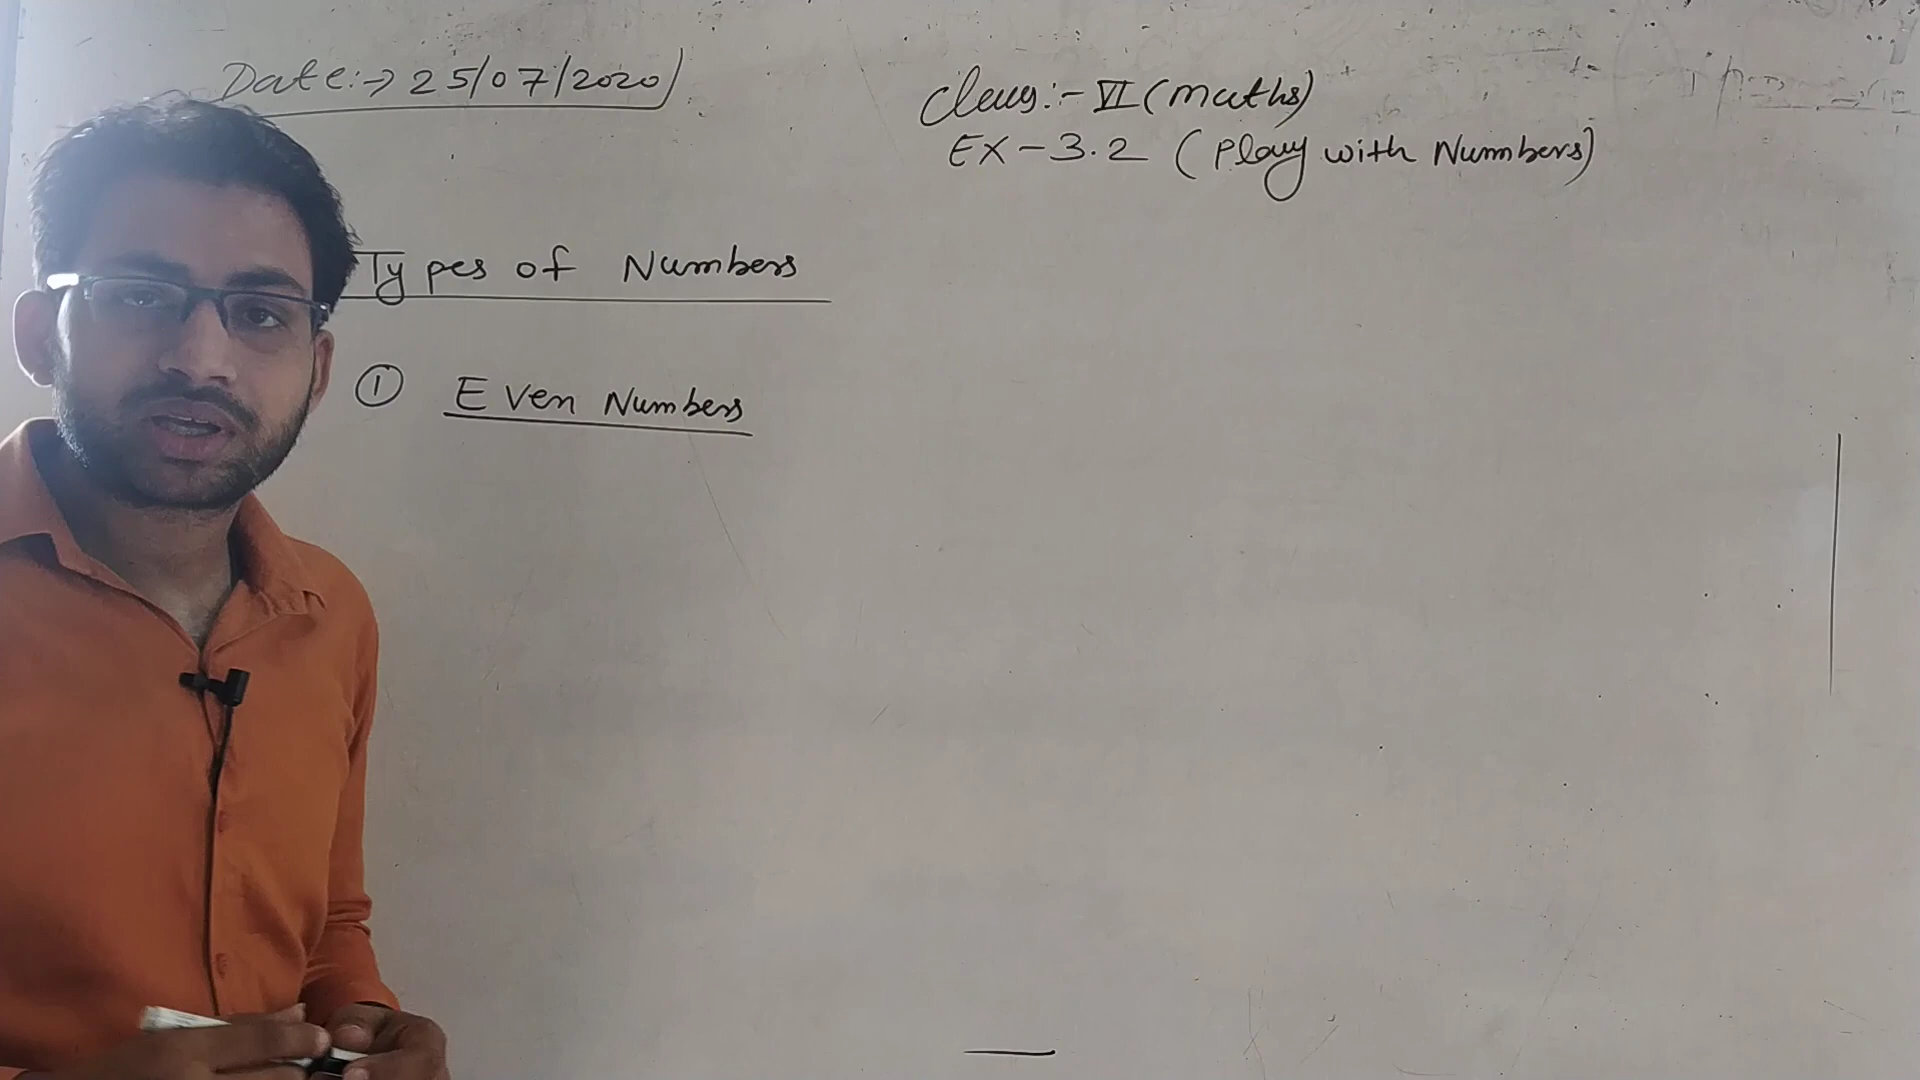 Date:→ 25/07/2020
Class:- VI (maths)
EX-3.2 (Play with Numbers)
Types of Numbers
① Even Numbers